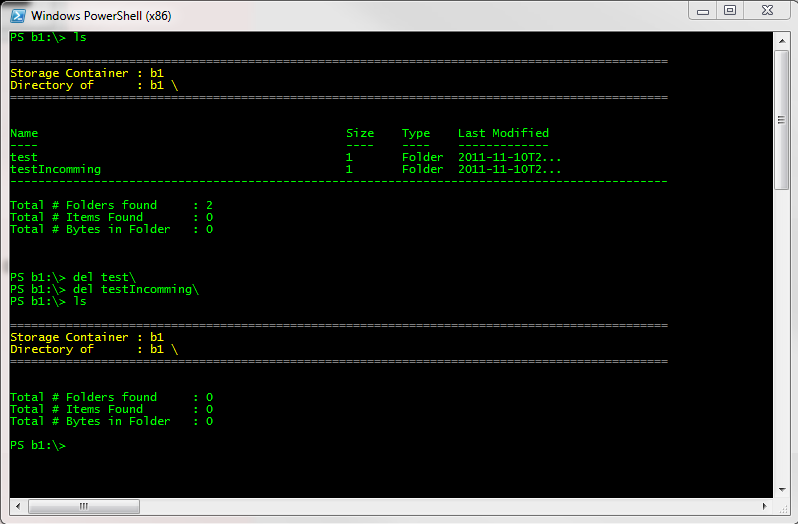 Windows PowerShell (x86)
PS b1:\> ls
===============================================================================================
Storage Container : b1
Directory of      : b1 \
===============================================================================================
Name                                            Size    Type    Last Modified
----                                            ----    ----    -------------
test                                            1       Folder  2011-11-10T2...
testIncomming                                   1       Folder  2011-11-10T2...
-----------------------------------------------------------------------------------------------
Total # Folders found     : 2
Total # Items Found       : 0
Total # Bytes in Folder   : 0
PS b1:\> del test\
PS b1:\> del testIncomming\
PS b1:\> ls
===============================================================================================
Storage Container : b1
Directory of      : b1 \
===============================================================================================
Total # Folders found     : 0
Total # Items Found       : 0
Total # Bytes in Folder   : 0
PS b1:\>